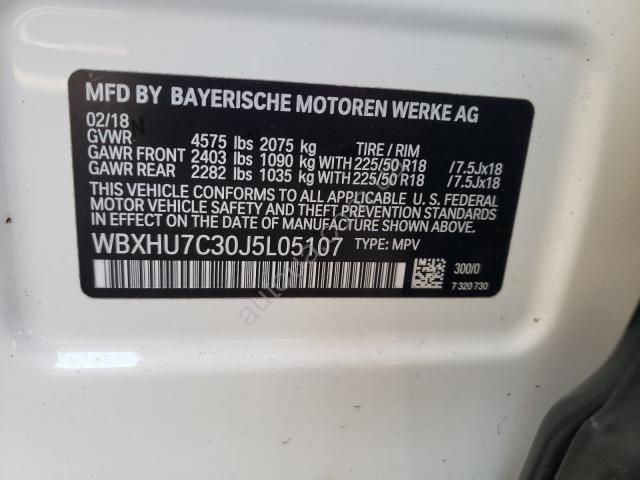 MFD BY BAYERISCHE MOTOREN WERKE AG
02/18
GVWR 4575 lbs 2075 kg TIRE / RIM
GAWR FRONT 2403 lbs 1090 kg WITH 225/50 R18 /7.5Jx18
GAWR REAR 2282 lbs 1035 kg WITH 225/50 R18 /7.5Jx18
THIS VEHICLE CONFORMS TO ALL APPLICABLE U. S. FEDERAL
MOTOR VEHICLE SAFETY, BUMPER, AND THEFT PREVENTION
STANDARDS IN EFFECT ON THE DATE OF MANUFACTURE SHOWN ABOVE.
WBXHU7C30J5L05107 TYPE: MPV
300/0
7 320 730